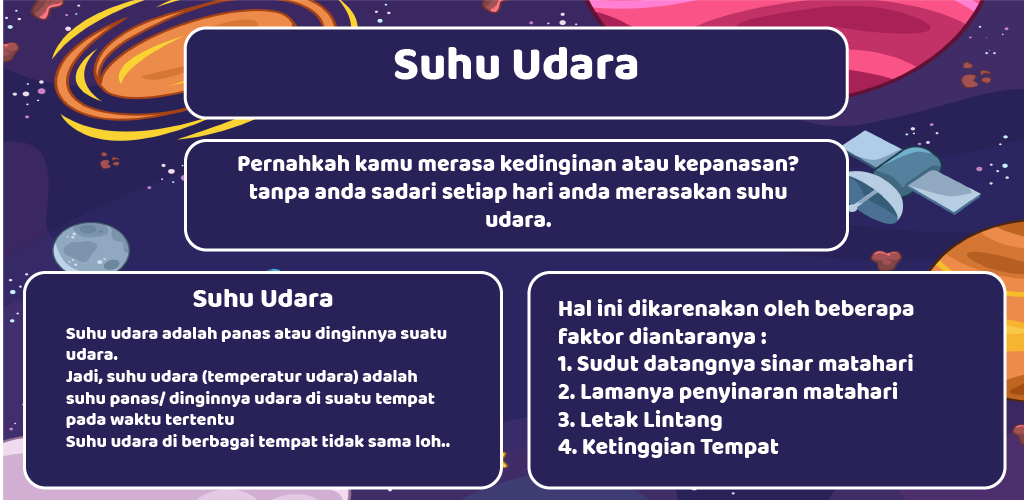 Suhu Udara
Pernahkah kamu merasa kedinginan atau kepanasan?
tanpa anda sadari setiap hari anda merasakan suhu
udara.
Suhu Udara
Suhu udara adalah panas atau dinginnya suatu
udara.
Jadi, suhu udara (temperatur udara) adalah
suhu panas/ dinginnya udara di suatu tempat
pada waktu tertentu
Suhu udara di berbagai tempat tidak sama loh..
Hal ini dikarenakan oleh beberapa
faktor diantaranya :
1. Sudut datangnya sinar matahari
2. Lamanya penyinaran matahari
3. Letak Lintang
4. Ketinggian Tempat